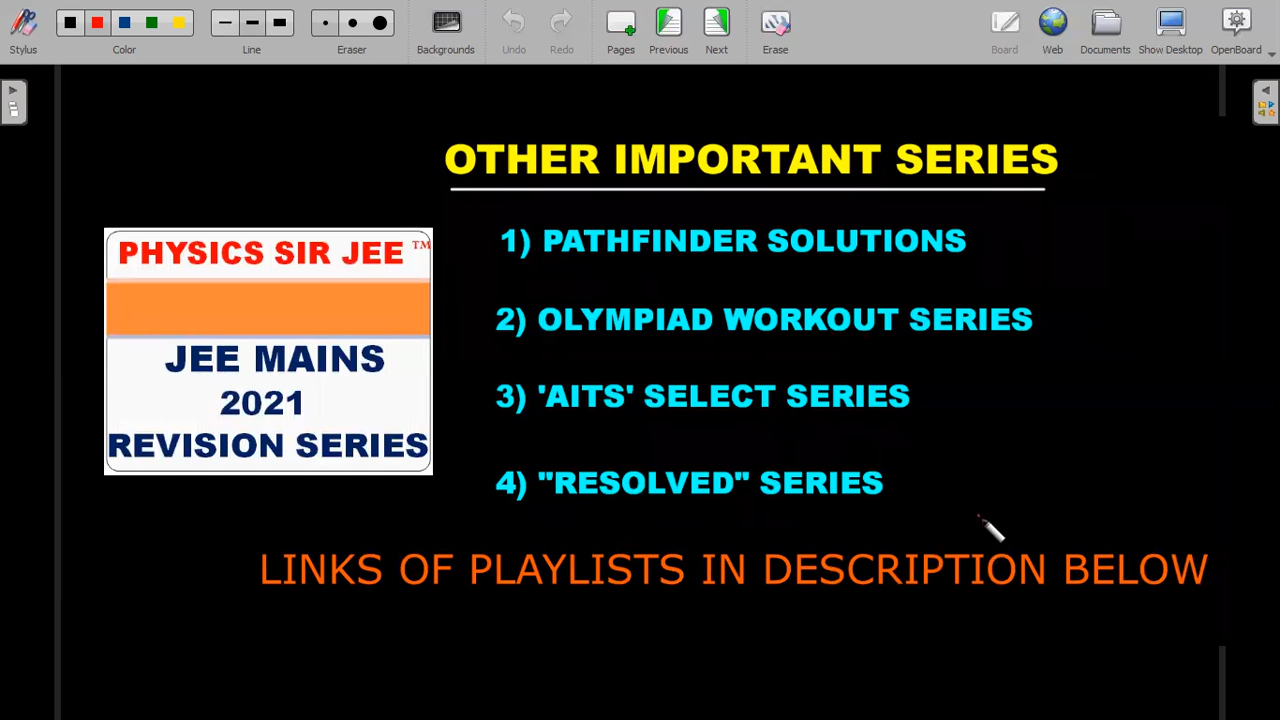 Stylus
Color
Line
Eraser
Backgrounds
Undo
Redo
Pages
Previous
Next
Erase
Board
Web
Documents
Show Desktop
OpenBoard
OTHER IMPORTANT SERIES
PHYSICS SIR JEE ™
JEE MAINS
2021
REVISION SERIES
1) PATHFINDER SOLUTIONS
2) OLYMPIAD WORKOUT SERIES
3) 'AITS' SELECT SERIES
4) "RESOLVED" SERIES
LINKS OF PLAYLISTS IN DESCRIPTION BELOW